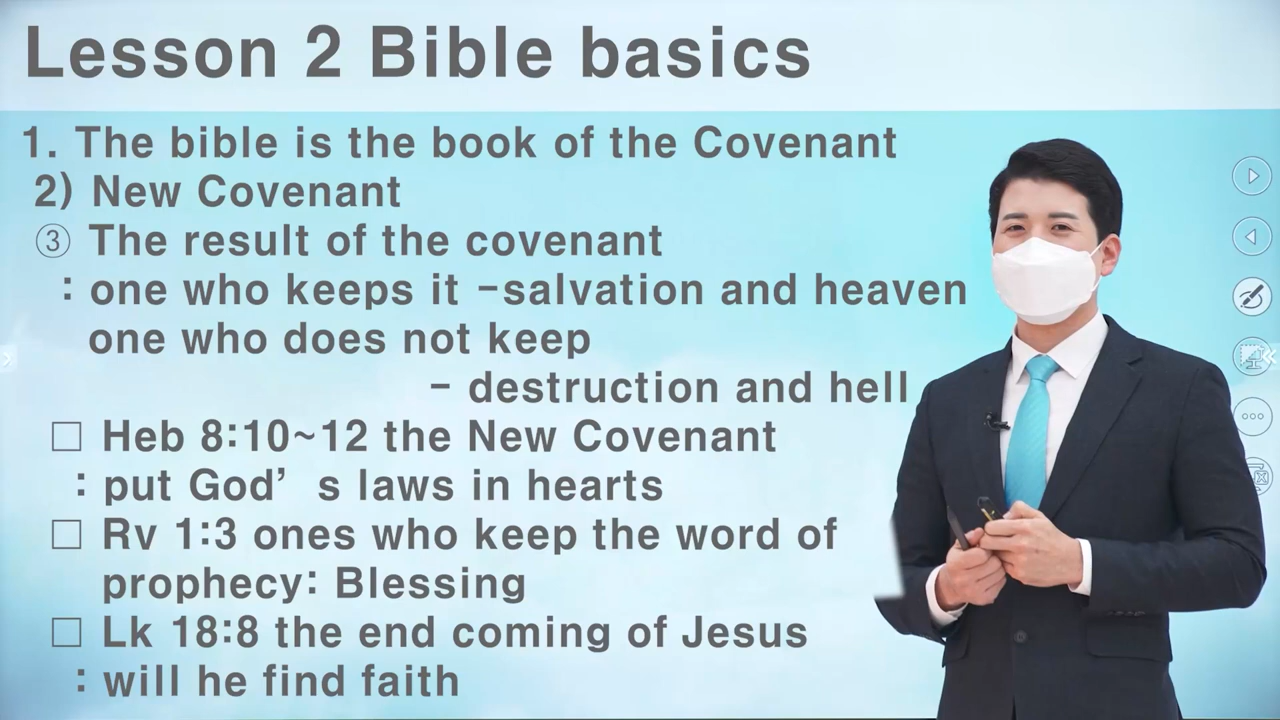 Lesson 2 Bible basics
1. The bible is the book of the Covenant
2) New Covenant
③ The result of the covenant
: one who keeps it -salvation and heaven
one who does not keep
- destruction and hell
□ Heb 8:10~12 the New Covenant
: put God’ s laws in hearts
□ Rv 1:3 ones who keep the word of
prophecy: Blessing
□ Lk 18:8 the end coming of Jesus
: will he find faith